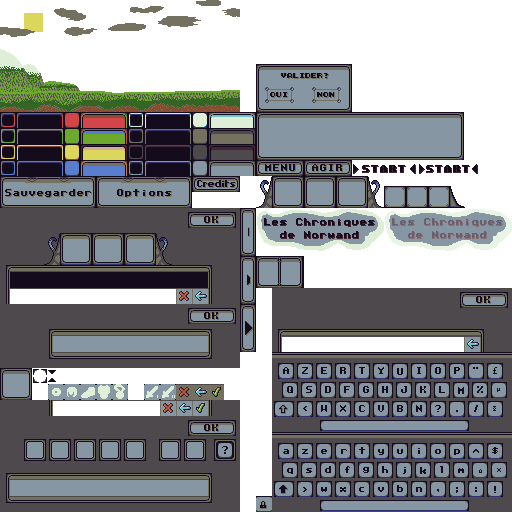 VALIDER?
OUI NON
MENU AGIR START START
Sauvegarder Options Credits
OK
Les Chroniques
de Norwand
Les Chroniques
de Norwand
OK
OK
OK
A Z E R T Y U I O P ¨ £
Q S D F G H J K L M %
< W X C V B N ? . /
a z e r t y u i o p ^ $
q s d f g h j k l m
> w x c v b n , ; : !
OK
?